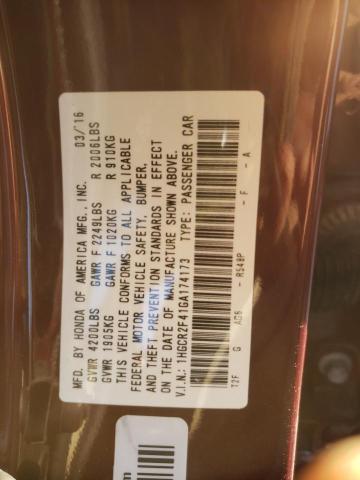 MFD. BY HONDA OF AMERICA MFG., INC. 03/16
GVWR 4200LBS GAWR F 2249LBS R 2006LBS
GVWR 1905KG GAWR F 1020KG R 910KG
THIS VEHICLE CONFORMS TO ALL APPLICABLE
FEDERAL MOTOR VEHICLE SAFETY, BUMPER,
AND THEFT PREVENTION STANDARDS IN EFFECT
ON THE DATE OF MANUFACTURE SHOWN ABOVE.
V.I.N.: 1HGCR2F41GA174173 TYPE: PASSENGER CAR
T2F G AC6 - R548P - F - A